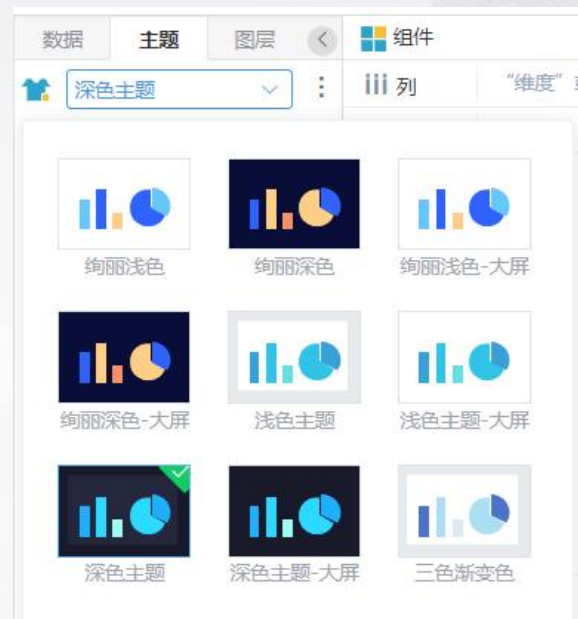 数据 主题 图层 组件
深色主题 列 “维度”
绚丽浅色 绚丽深色 绚丽浅色-大屏
绚丽深色-大屏 浅色主题 浅色主题-大屏
深色主题 深色主题-大屏 三色渐变色